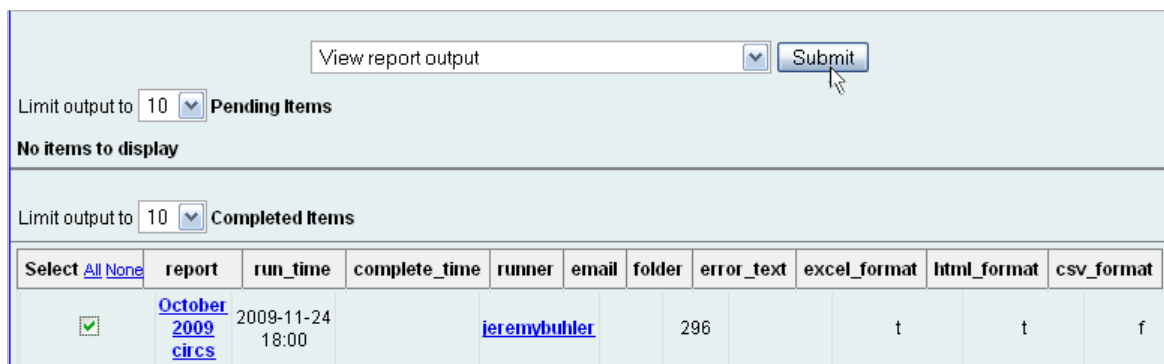 View report output Submit
Limit output to 10 Pending Items
No items to display
Limit output to 10 Completed Items
Select All None report run_time complete_time runner email folder error_text excel_format html_format csv_format
October 2009 circs 2009-11-24 18:00 jeremybuhler 296 t t f